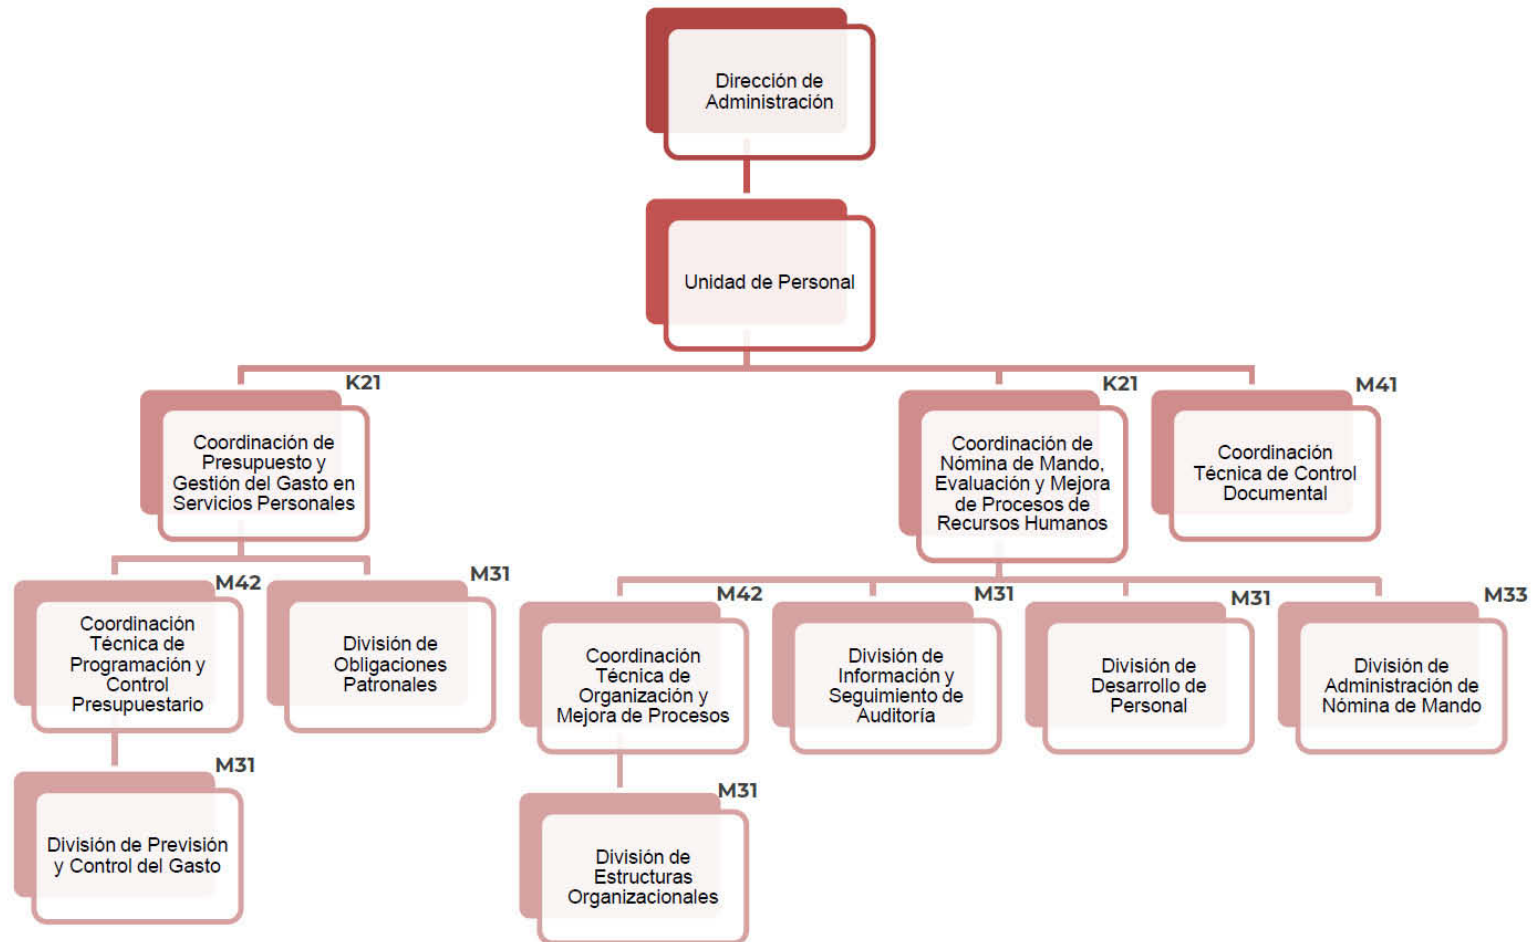 Dirección de
Administración
Unidad de Personal
K21
Coordinación de
Presupuesto y
Gestión del Gasto en
Servicios Personales
K21
Coordinación de
Nómina de Mando,
Evaluación y Mejora
de Procesos de
Recursos Humanos
M41
Coordinación
Técnica de Control
Documental
M42
Coordinación
Técnica de
Programación y
Control
Presupuestario
M31
División de
Obligaciones
Patronales
M42
Coordinación
Técnica de
Organización y
Mejora de Procesos
M31
División de
Información y
Seguimiento de
Auditoría
M31
División de
Desarrollo de
Personal
M33
División de
Administración de
Nómina de Mando
M31
División de Previsión
y Control del Gasto
M31
División de
Estructuras
Organizacionales